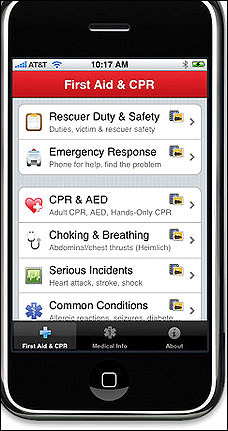 AT&T 10:17 AM
First Aid & CPR
Rescuer Duty & Safety
Duties, victim & rescuer safety
Emergency Response
Phone for help, find the problem
CPR & AED
Adult CPR, AED, Hands-Only CPR
Choking & Breathing
Abdominal/chest thrusts (Heimlich)
Serious Incidents
Heart attack, stroke, shock
Common Conditions
Allergic reactions, seizures, diabete
First Aid & CPR Medical Info About